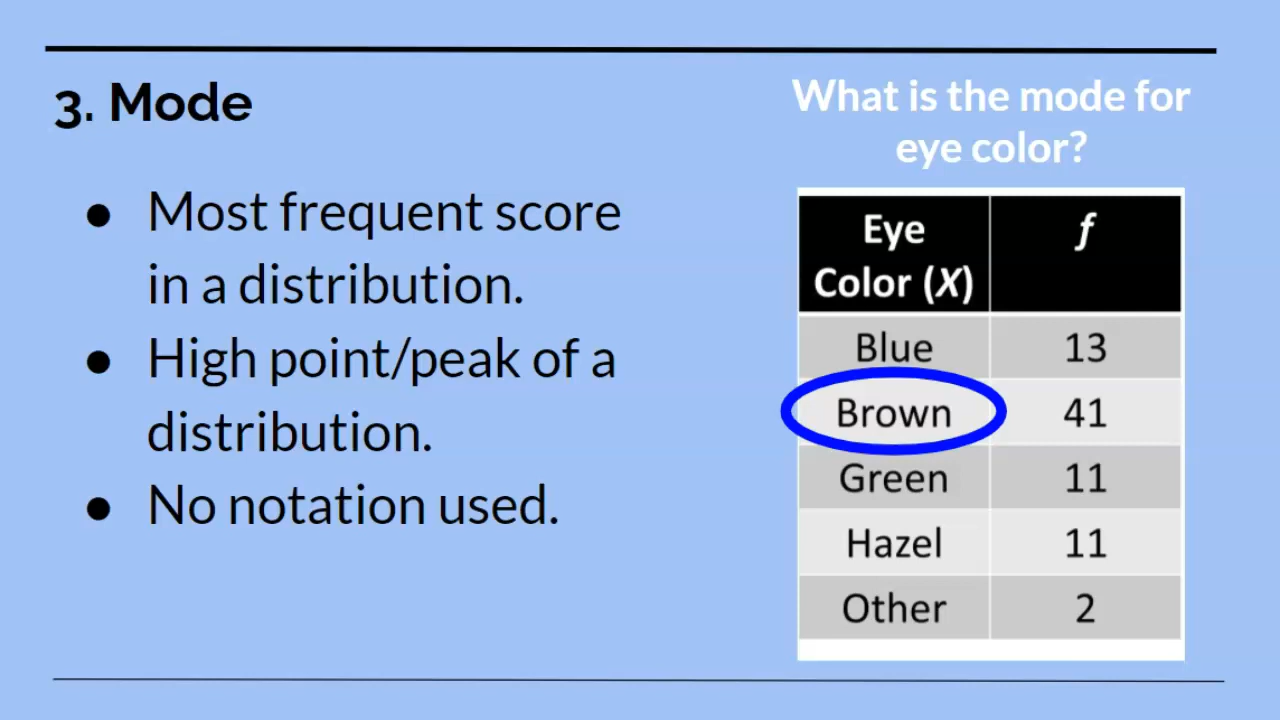 3. Mode
● Most frequent score
in a distribution.
● High point/peak of a
distribution.
● No notation used.
What is the mode for
eye color?
Eye
Color (X) f
Blue 13
Brown 41
Green 11
Hazel 11
Other 2